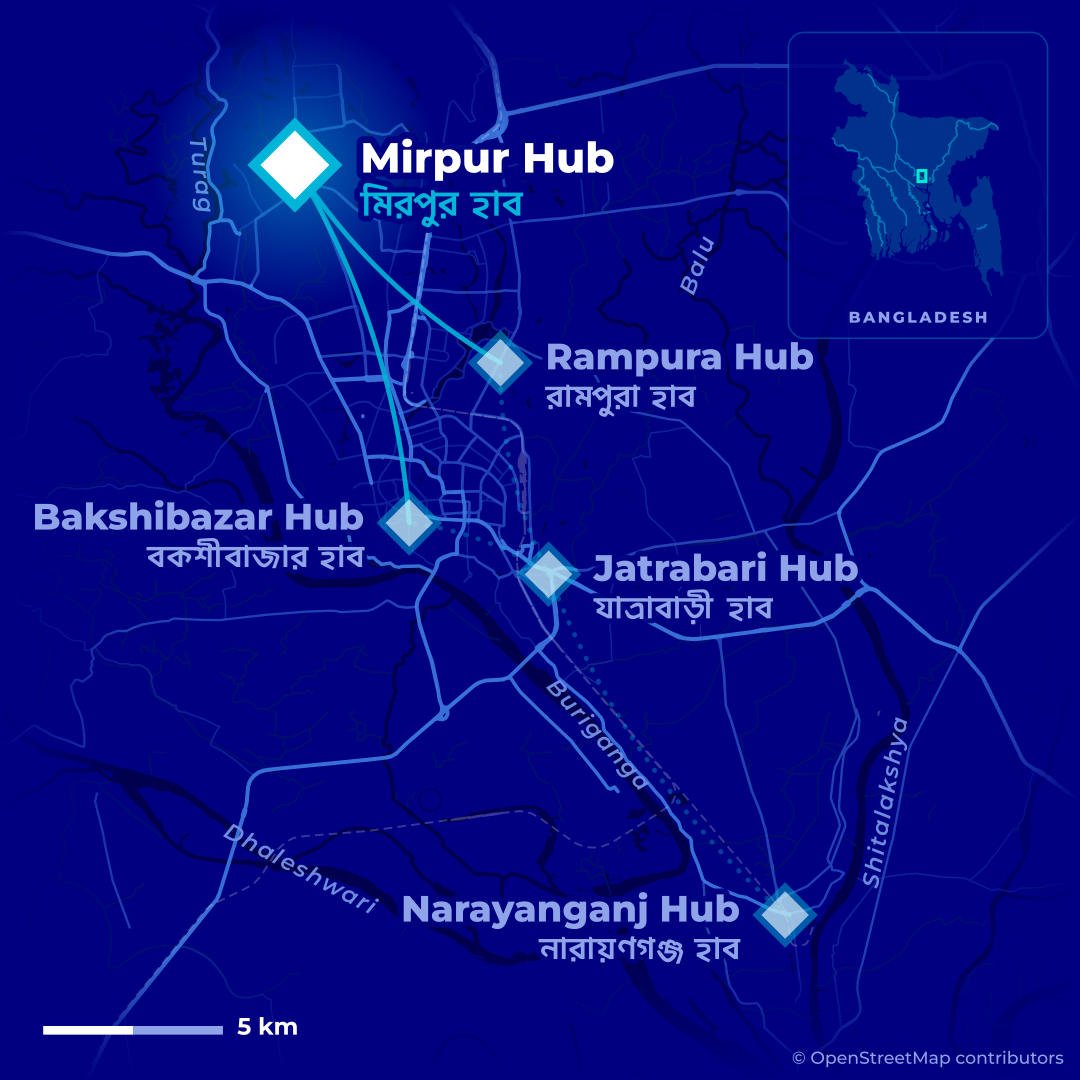 Turag
Mirpur Hub
মিরপুর হাব
Balu
BANGLADESH
Rampura Hub
রামপুরা হাব
Bakshibazar Hub
বকশীবাজার হাব
Jatrabari Hub
যাত্রাবাড়ী হাব
Buriganga
Shitalakshya
Dhaleshwari
Narayanganj Hub
নারায়ণগঞ্জ হাব
5 km
© OpenStreetMap contributors